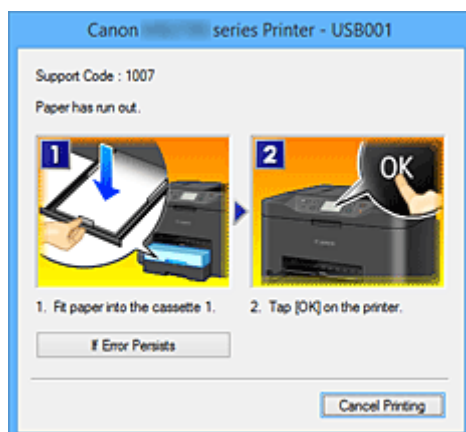 Canon series Printer - USB001
Support Code : 1007
Paper has run out.
1
2
OK
1. Fit paper into the cassette 1.
2. Tap [OK] on the printer.
If Error Persists
Cancel Printing